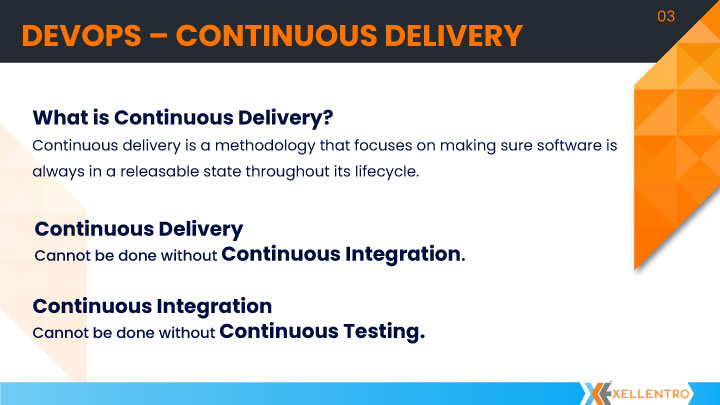 03
DEVOPS – CONTINUOUS DELIVERY
What is Continuous Delivery?
Continuous delivery is a methodology that focuses on making sure software is
always in a releasable state throughout its lifecycle.
Continuous Delivery
Cannot be done without Continuous Integration.
Continuous Integration
Cannot be done without Continuous Testing.
XELLENTRO